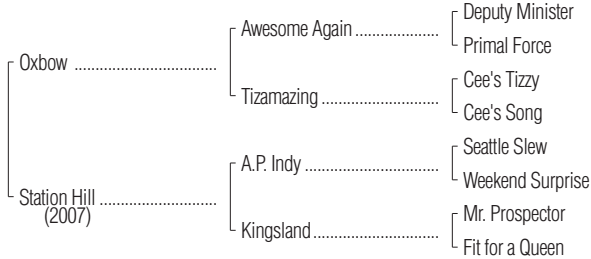 Deputy Minister
Awesome Again ....................
Primal Force
Oxbow ..................................
Cee's Tizzy
Tizamazing ............................
Cee's Song
Seattle Slew
A.P. Indy ................................
Weekend Surprise
Station Hill ............................
(2007)
Mr. Prospector
Kingsland..............................
Fit for a Queen